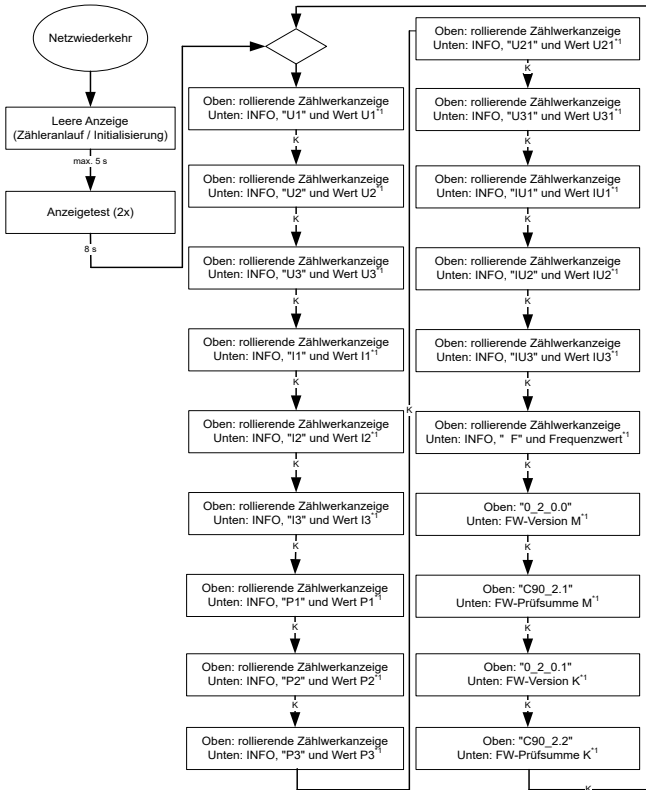 Netzwiederkehr
Leere Anzeige
(Zähleranlauf / Initialisierung)
max. 5 s
Anzeigetest (2x)
8 s
Oben: rollierende Zählwerkanzeige
Unten: INFO, "U1" und Wert U1*1
K
Oben: rollierende Zählwerkanzeige
Unten: INFO, "U2" und Wert U2*1
K
Oben: rollierende Zählwerkanzeige
Unten: INFO, "U3" und Wert U3*1
K
Oben: rollierende Zählwerkanzeige
Unten: INFO, "I1" und Wert I1*1
K
Oben: rollierende Zählwerkanzeige
Unten: INFO, "I2" und Wert I2*1
K
Oben: rollierende Zählwerkanzeige
Unten: INFO, "I3" und Wert I3*1
K
Oben: rollierende Zählwerkanzeige
Unten: INFO, "P1" und Wert P1*1
K
Oben: rollierende Zählwerkanzeige
Unten: INFO, "P2" und Wert P2*1
K
Oben: rollierende Zählwerkanzeige
Unten: INFO, "P3" und Wert P3*1
K
Oben: rollierende Zählwerkanzeige
Unten: INFO, "U21" und Wert U21*1
K
Oben: rollierende Zählwerkanzeige
Unten: INFO, "U31" und Wert U31*1
K
Oben: rollierende Zählwerkanzeige
Unten: INFO, "IU1" und Wert IU1*1
K
Oben: rollierende Zählwerkanzeige
Unten: INFO, "IU2" und Wert IU2*1
K
Oben: rollierende Zählwerkanzeige
Unten: INFO, "IU3" und Wert IU3*1
K
Oben: rollierende Zählwerkanzeige
Unten: INFO, "  F" und Frequenzwert*1
K
Oben: "0_2_0.0"
Unten: FW-Version M*1
K
Oben: "C90_2.1"
Unten: FW-Prüfsumme M*1
K
Oben: "0_2_0.1"
Unten: FW-Version K*1
K
Oben: "C90_2.2"
Unten: FW-Prüfsumme K*1
K